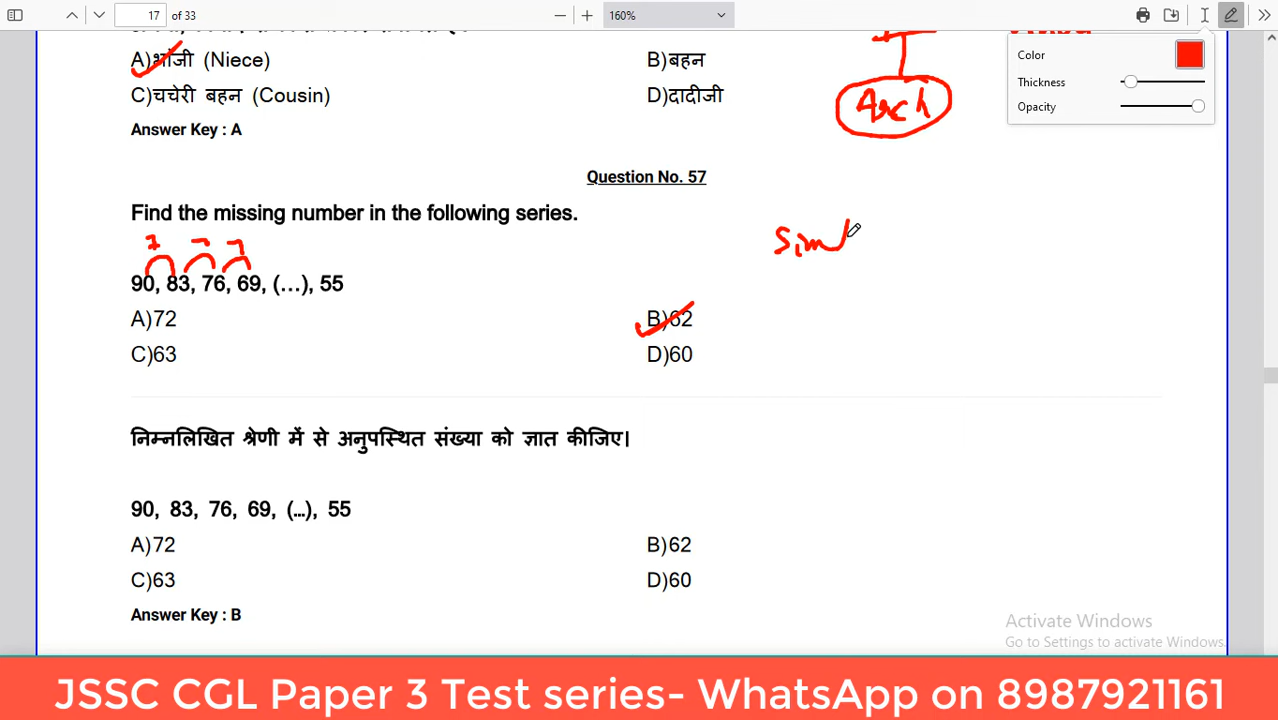 17 of 33
160%
A)भांजी (Niece) B)बहन
C)चचेरी बहन (Cousin) D)दादीजी
Answer Key : A
Color
Thickness
Opacity
Question No. 57
Find the missing number in the following series.
7 7 7
90, 83, 76, 69, (...), 55
A)72 B)62
C)63 D)60
निम्नलिखित श्रेणी में से अनुपस्थित संख्या को ज्ञात कीजिए।
90, 83, 76, 69, (...), 55
A)72 B)62
C)63 D)60
Answer Key : B
Activate Windows
Go to Settings to activate Windows.
JSSC CGL Paper 3 Test series- WhatsApp on 8987921161